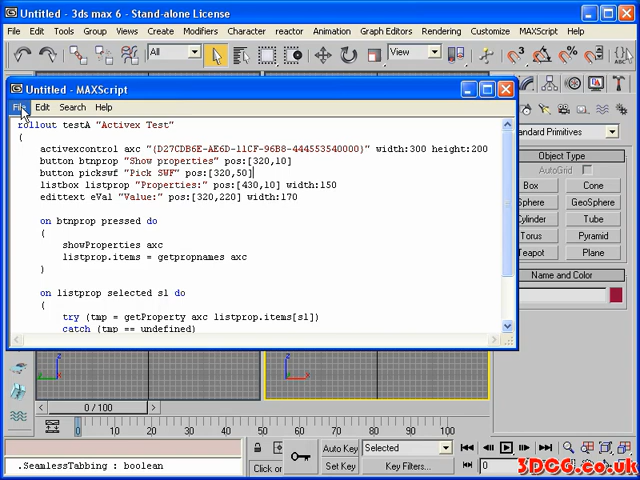 Untitled - 3ds max 6 - Stand-alone License
File Edit Tools Group Views Create Modifiers Character reactor Animation Graph Editors Rendering Customize MAXScript Help
All View
Untitled - MAXScript
File Edit Search Help
rollout testA "Activex Test"
(
activexcontrol axc "{D27CDB6E-AE6D-11CF-96B8-444553540000}" width:300 height:200
button btnprop "Show properties" pos:[320,10]
button pickswf "Pick SWF" pos:[320,50]
listbox listprop "Properties:" pos:[430,10] width:150
edittext eVal "Value:" pos:[320,220] width:170
on btnprop pressed do
(
showProperties axc
listprop.items = getpropnames axc
)
on listprop selected sl do
(
try (tmp = getProperty axc listprop.items[sl])
catch (tmp == undefined)
Standard Primitives
Object Type
Box Cone
Sphere GeoSphere
Cylinder Tube
Torus Pyramid
Teapot Plane
Name and Color
z
y x
z
y x
0 / 100
0 10 20 30 40 50 60 70 80 90 100
Auto Key Selected
Click or Set Key Key Filters... 0
.SeamlessTabbing : boolean
3DCG.co.uk